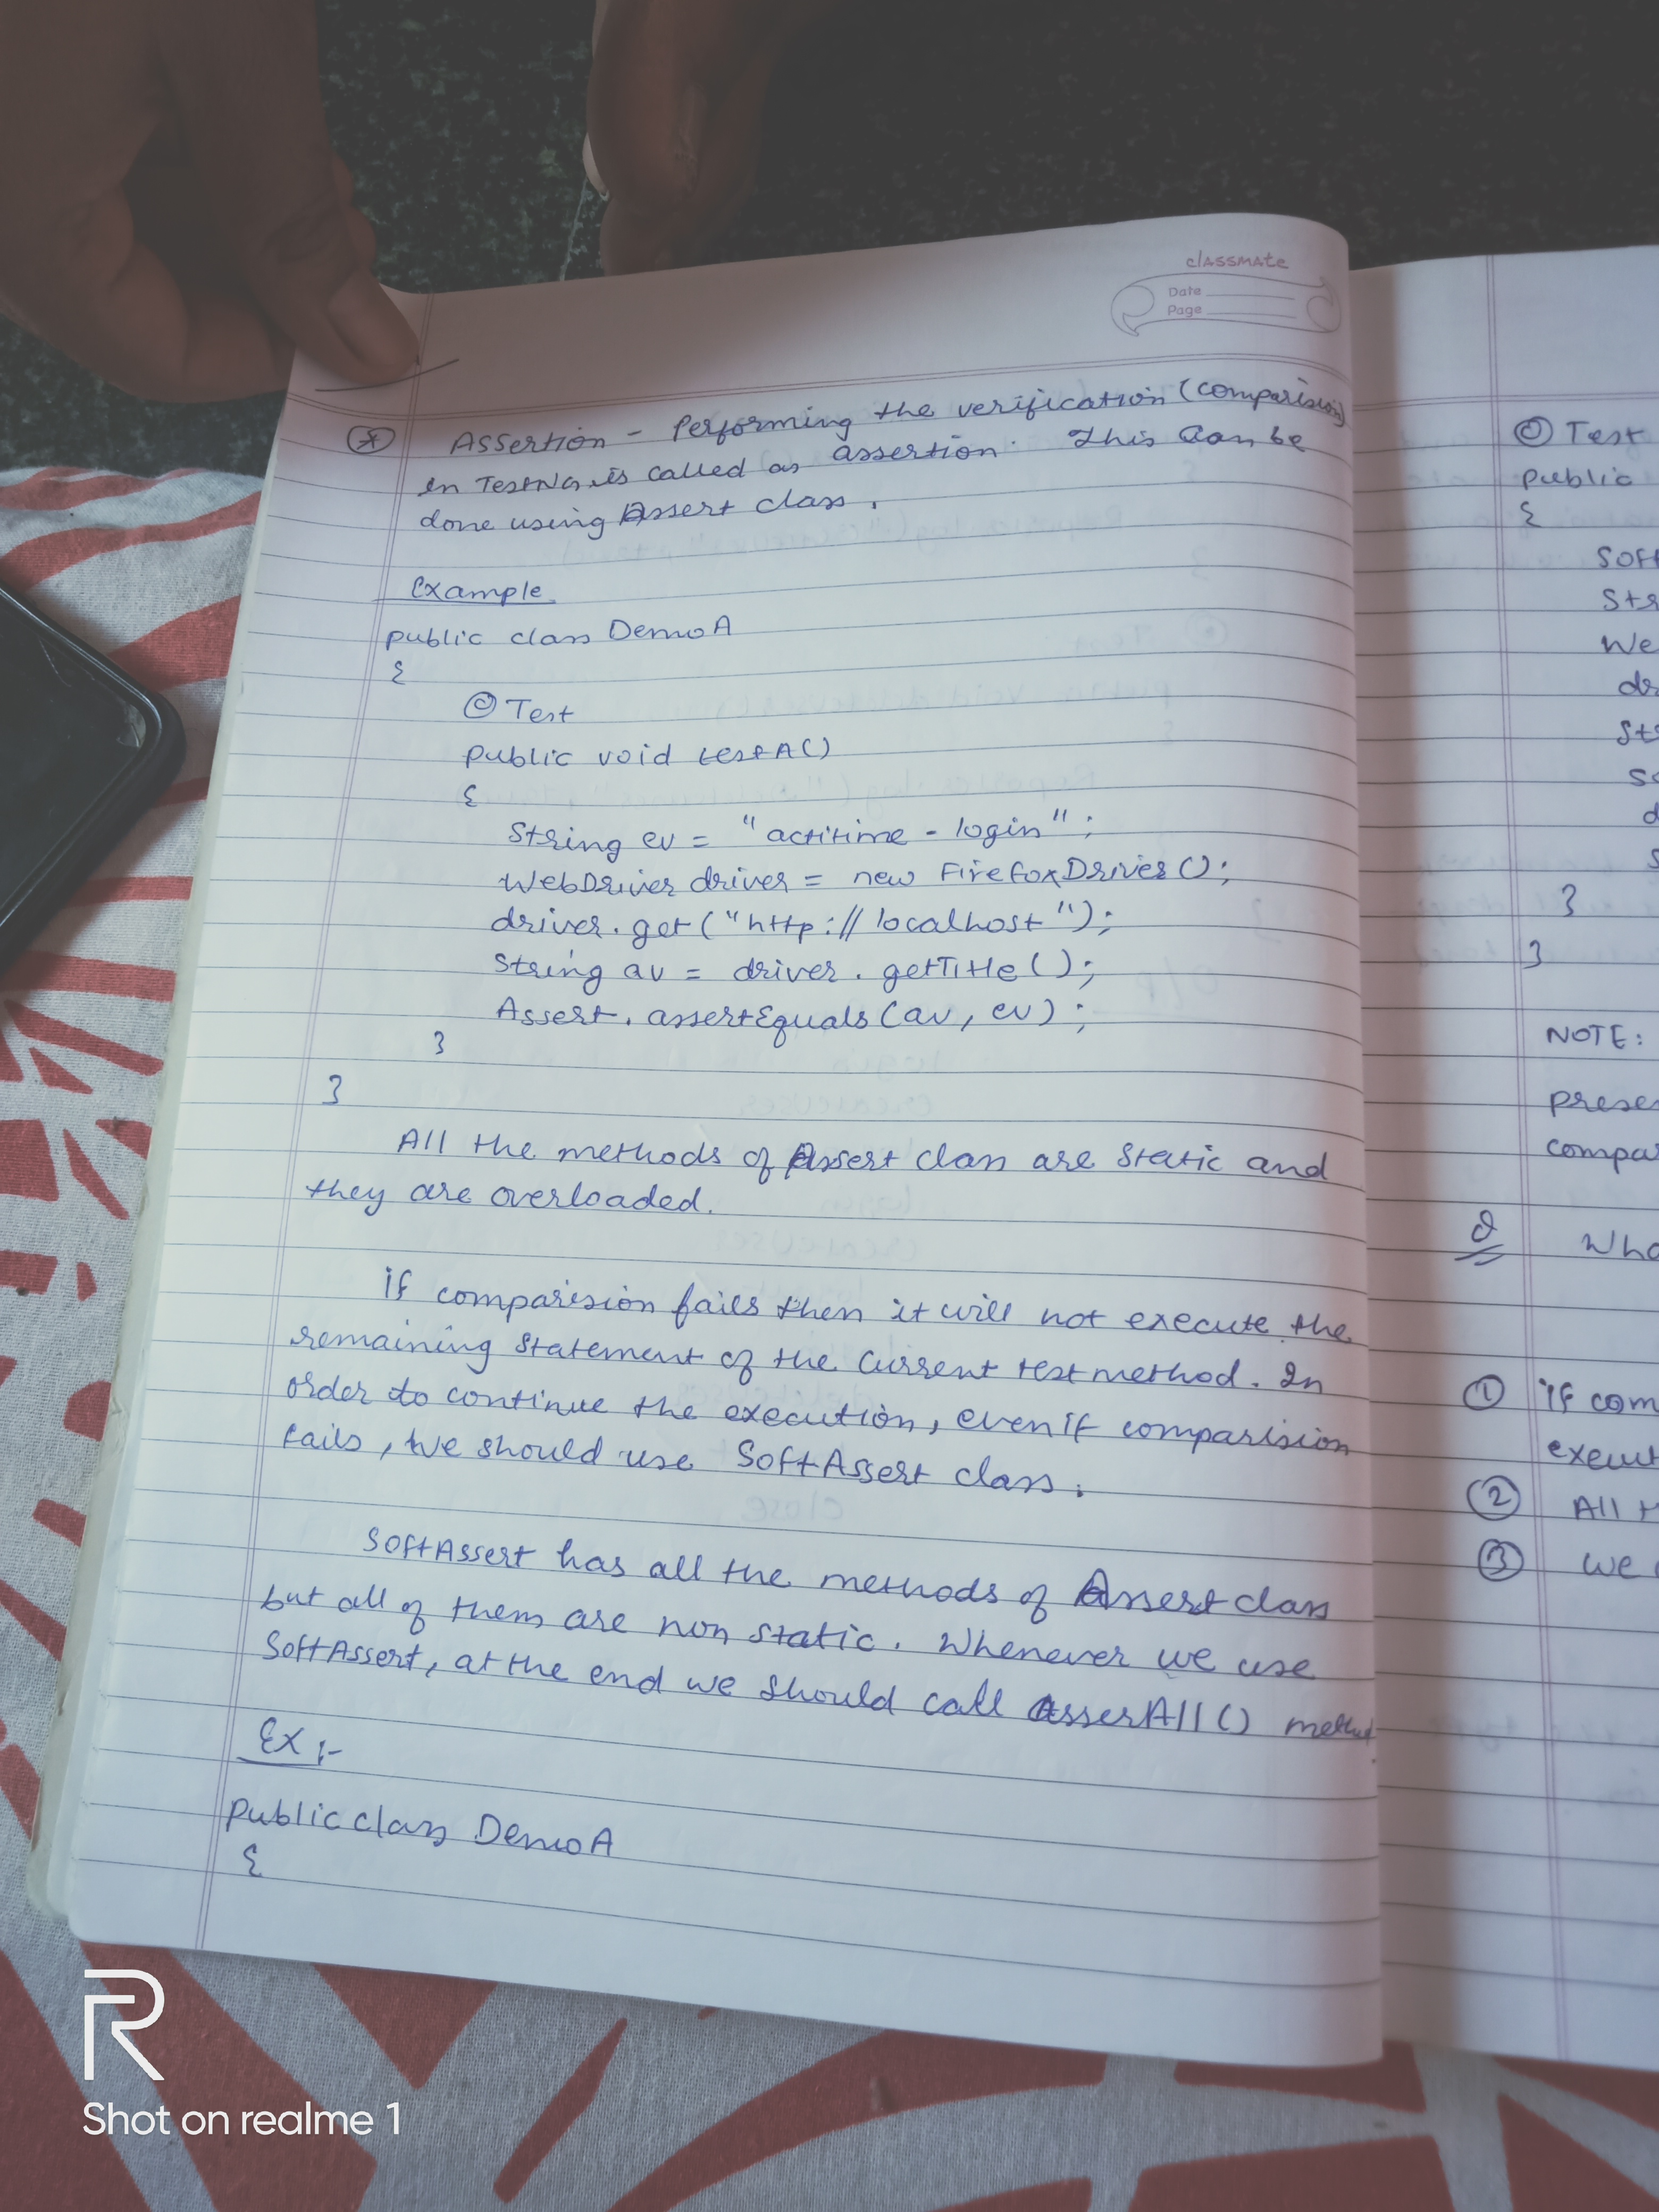 classmate
Date
Page
* Assertion - Performing the verification (comparision)
in TestNG is called as assertion. This can be
done using Assert class.
Example
public class DemoA
{
@Test
public void testA()
{
String ev = "actitime - login";
WebDriver driver = new FirefoxDriver();
driver.get("http://localhost");
String av = driver.getTitle();
Assert.assertEquals(av, ev);
}
}
All the methods of Assert class are static and
they are overloaded.
If comparision fails then it will not execute the
remaining statement of the current test method. In
order to continue the execution, even if comparision
fails, we should use SoftAssert class.
SoftAssert has all the methods of Assert class
but all of them are non static. Whenever we use
SoftAssert, at the end we should call AsserAll() method.
Ex:-
public class DemoA
{
@Test
public
{
Soft
Str
We
dr
Str
so
d
s
}
}
NOTE:
prese
compa
Q Wha
① If com
execut
② All t
③ We
R
Shot on realme 1